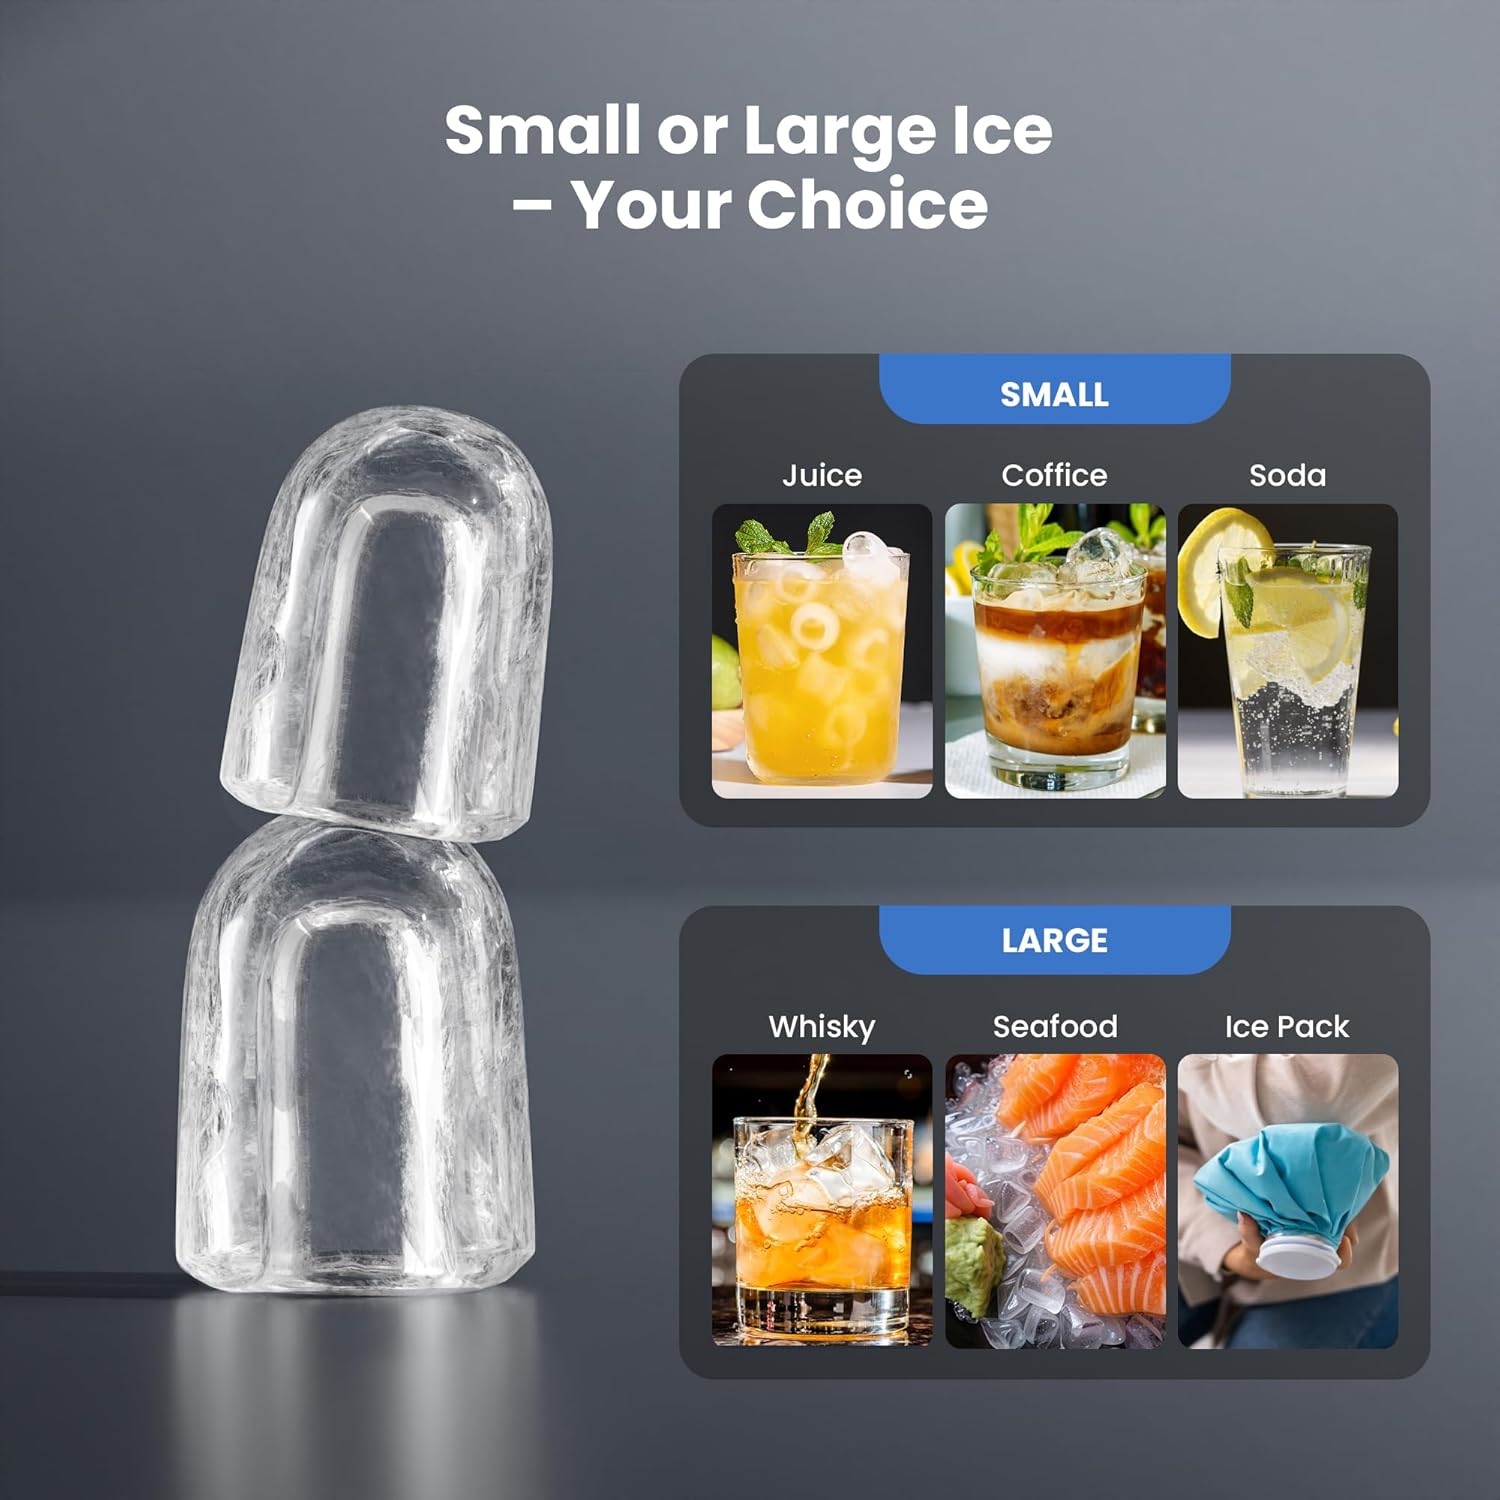 Small or Large Ice
– Your Choice
SMALL
Juice
Coffice
Soda
LARGE
Whisky
Seafood
Ice Pack